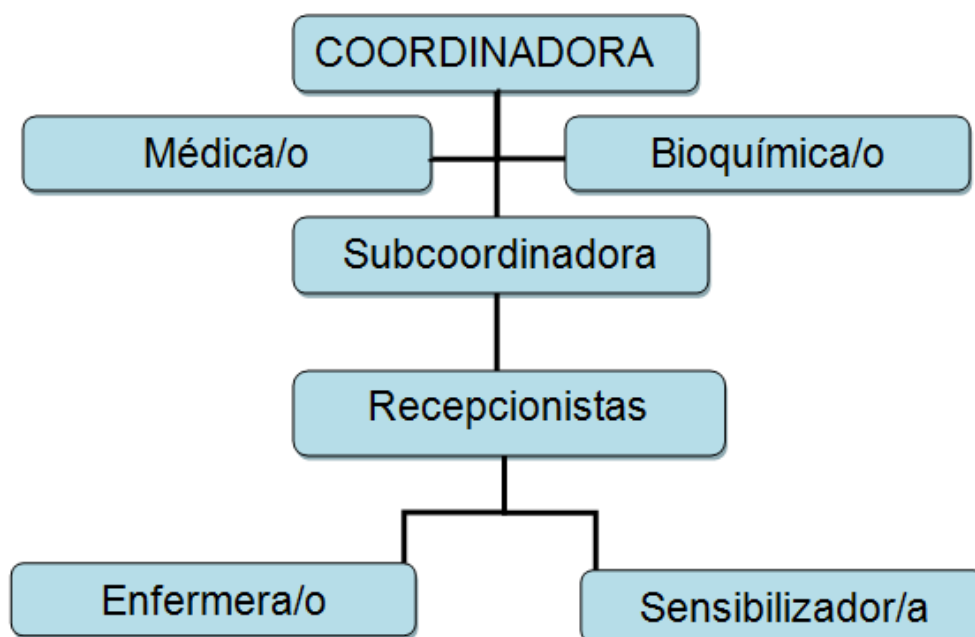 COORDINADORA
Médica/o
Bioquímica/o
Subcoordinadora
Recepcionistas
Enfermera/o
Sensibilizador/a